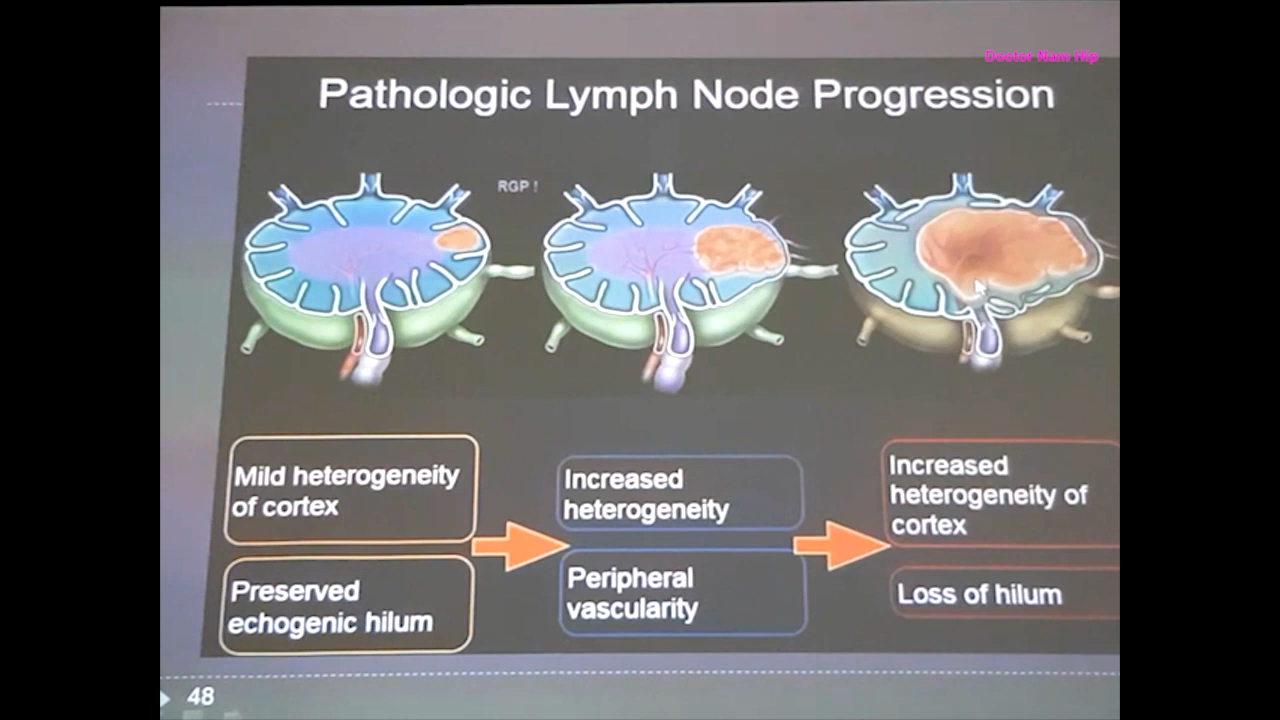 Doctor Nam Hip
Pathologic Lymph Node Progression
RGP !
Mild heterogeneity
of cortex
Preserved
echogenic hilum
Increased
heterogeneity
Peripheral
vascularity
Increased
heterogeneity of
cortex
Loss of hilum
48